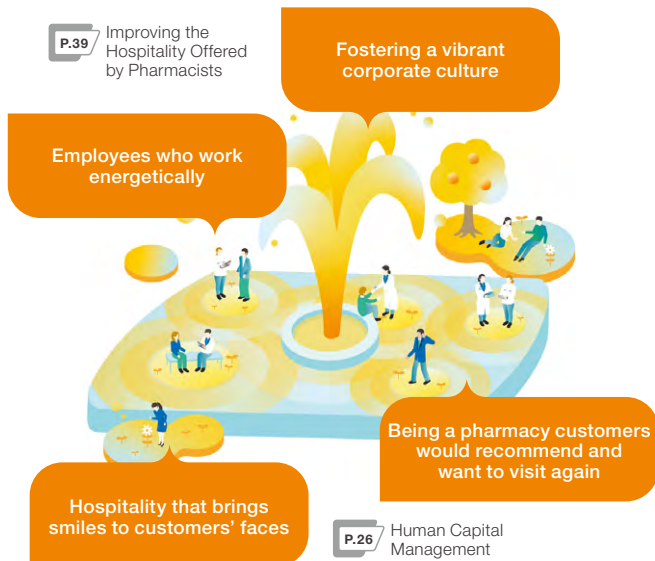 P.39
Improving the
Hospitality Offered
by Pharmacists
Fostering a vibrant
corporate culture
Employees who work
energetically
Being a pharmacy customers
would recommend and
want to visit again
Hospitality that brings
smiles to customers’ faces
P.26
Human Capital
Management